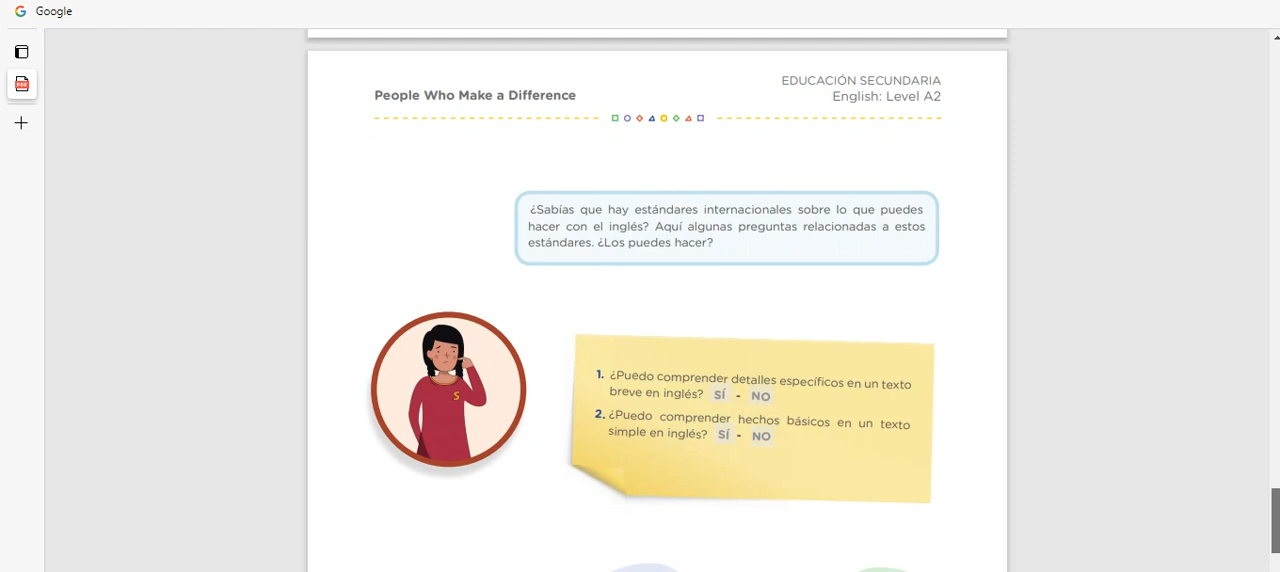 Google
EDUCACIÓN SECUNDARIA
People Who Make a Difference
English: Level A2
¿Sabías que hay estándares internacionales sobre lo que puedes
hacer con el inglés? Aquí algunas preguntas relacionadas a estos
estándares. ¿Los puedes hacer?
S
1. ¿Puedo comprender detalles específicos en un texto
breve en inglés? SÍ - NO
2. ¿Puedo comprender hechos básicos en un texto
simple en inglés? SÍ - NO